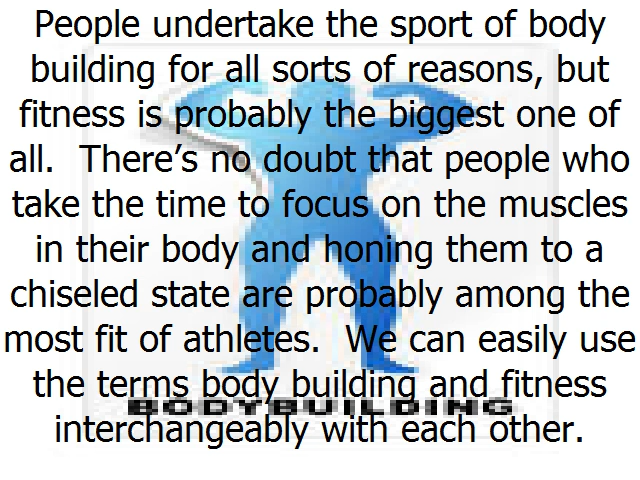 People undertake the sport of body
building for all sorts of reasons, but
fitness is probably the biggest one of
all.  There’s no doubt that people who
take the time to focus on the muscles
in their body and honing them to a
chiseled state are probably among the
most fit of athletes.  We can easily use
the terms body building and fitness
BODYBUILDING
interchangeably with each other.